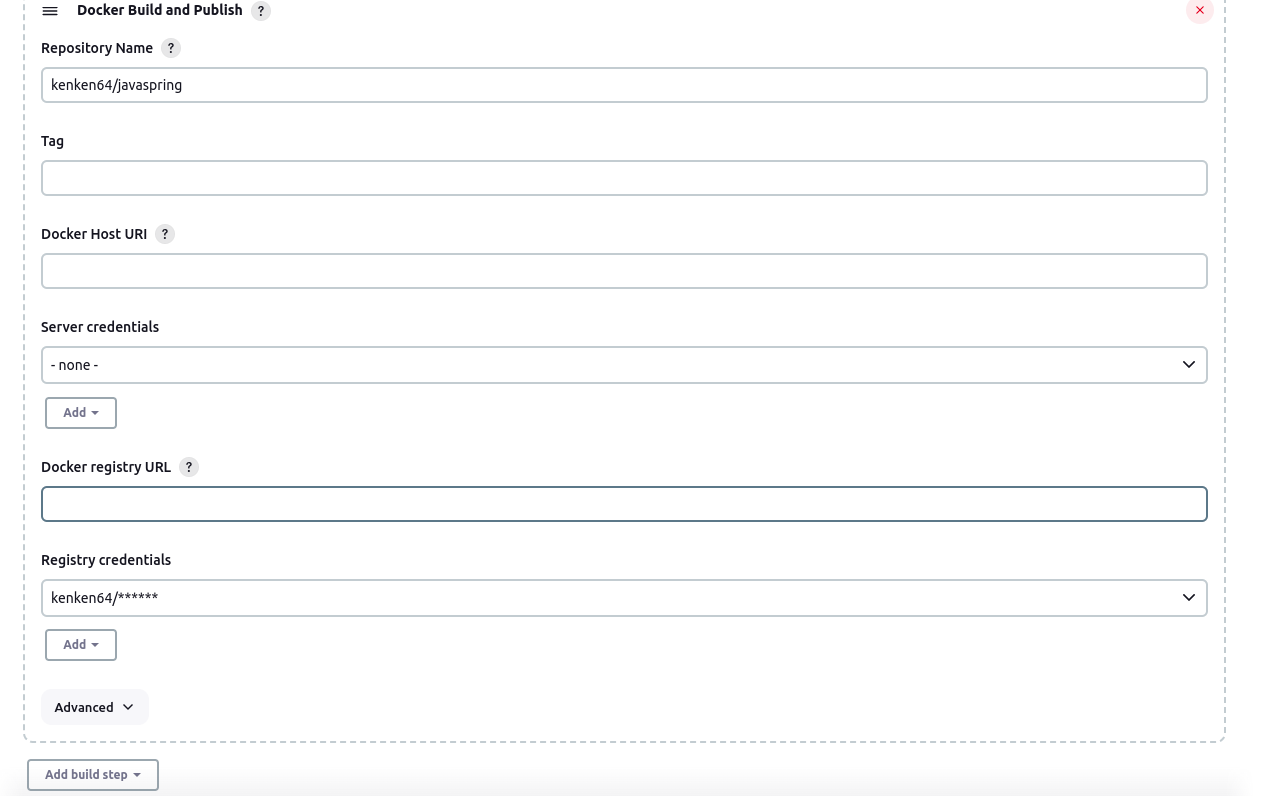 Docker Build and Publish ?
Repository Name ?
kenken64/javaspring
Tag
Docker Host URI ?
Server credentials
- none -
Add
Docker registry URL ?
Registry credentials
kenken64/******
Add
Advanced
Add build step